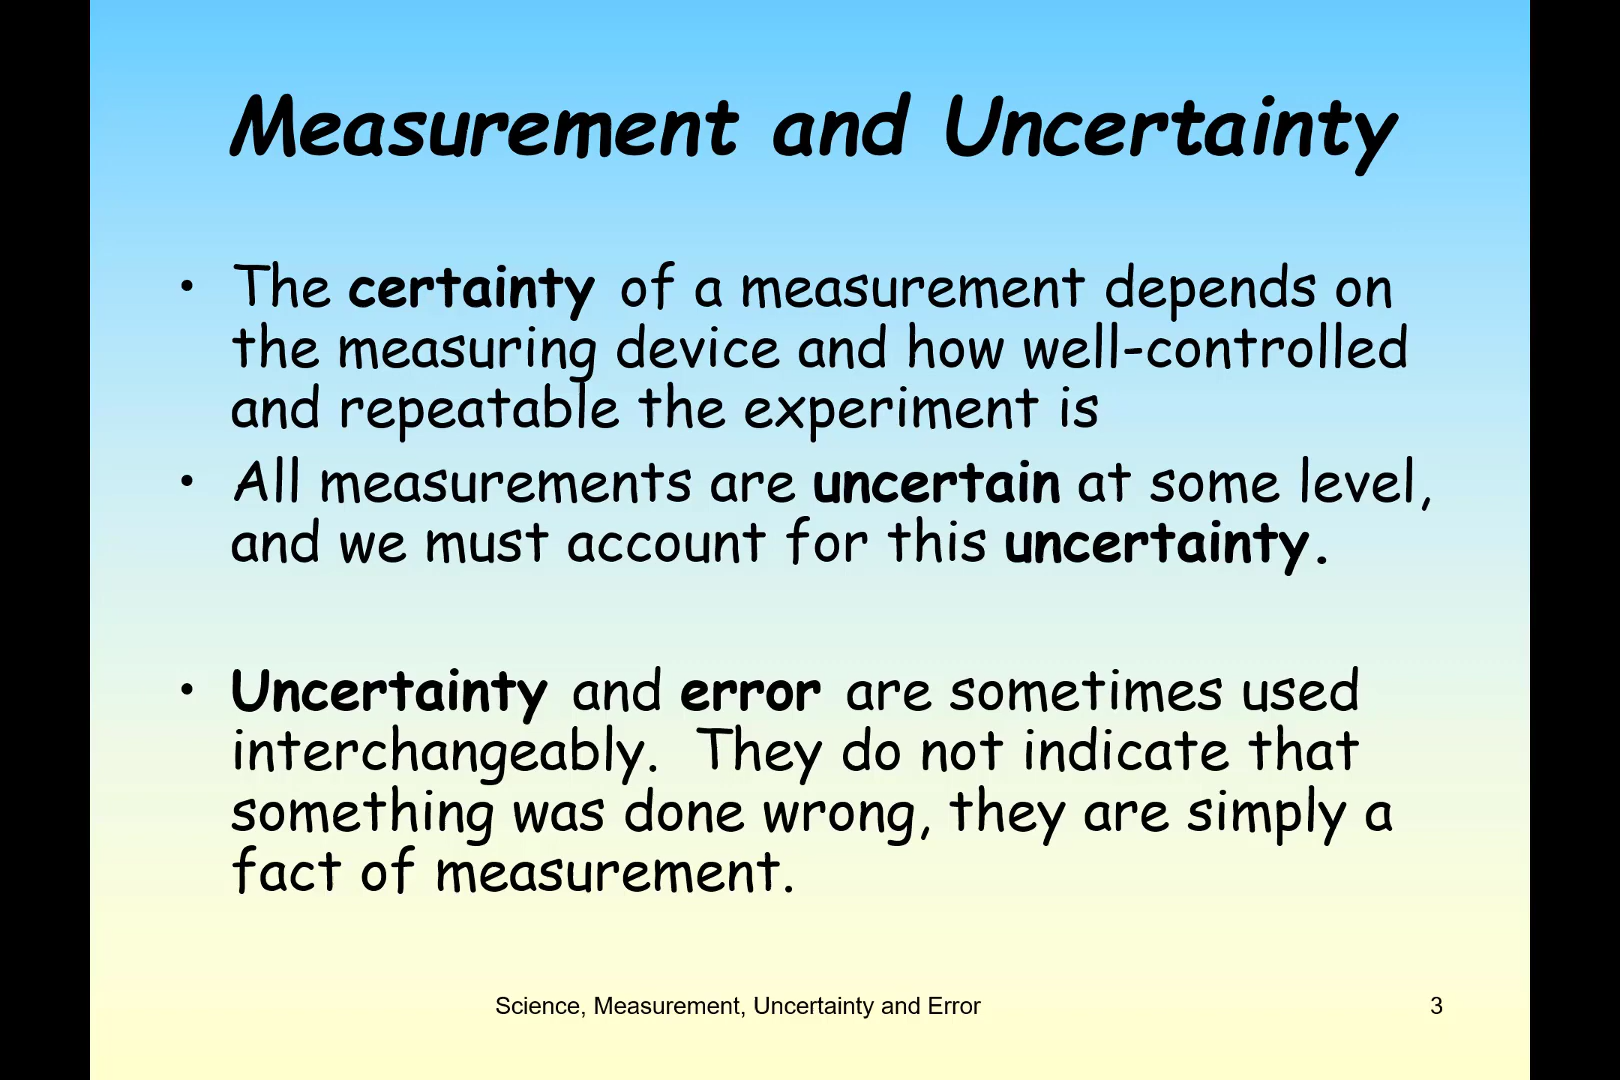 Measurement and Uncertainty
• The certainty of a measurement depends on
the measuring device and how well-controlled
and repeatable the experiment is
• All measurements are uncertain at some level,
and we must account for this uncertainty.
• Uncertainty and error are sometimes used
interchangeably. They do not indicate that
something was done wrong, they are simply a
fact of measurement.
Science, Measurement, Uncertainty and Error
3